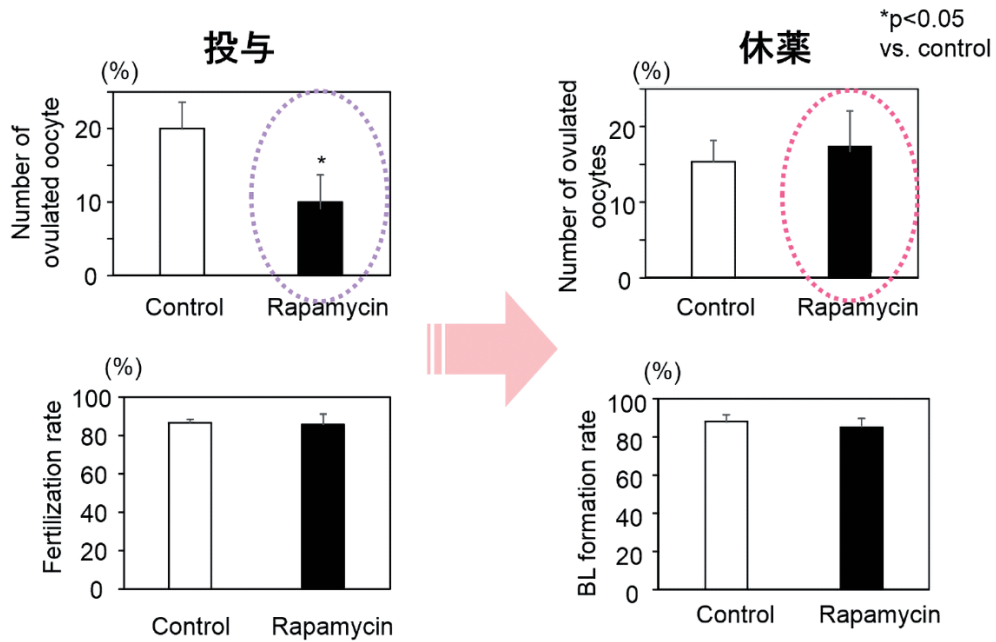 *p<0.05
vs. control
投与
(%)
Number of
ovulated oocyte
20
10
0
Control Rapamycin
休薬
(%)
Number of ovulated
oocytes
20
10
0
Control Rapamycin
(%)
Fertilization rate
100
80
60
40
20
0
*
Control Rapamycin
(%)
BL formation rate
100
80
60
40
20
0
Control Rapamycin